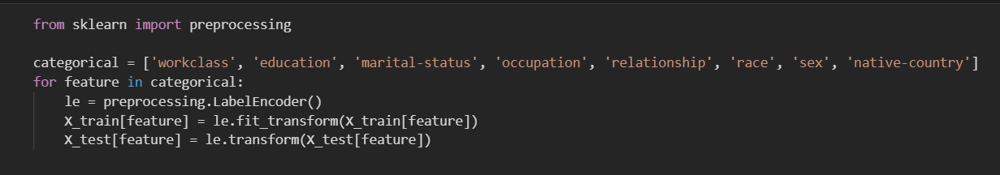 from sklearn import preprocessing
categorical = ['workclass', 'education', 'marital-status', 'occupation', 'relationship', 'race', 'sex', 'native-country']
for feature in categorical:
    le = preprocessing.LabelEncoder()
    X_train[feature] = le.fit_transform(X_train[feature])
    X_test[feature] = le.transform(X_test[feature])